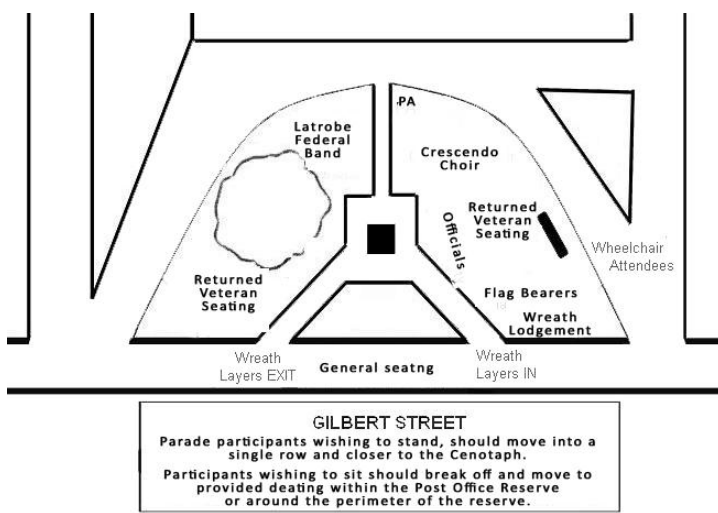 PA
Latrobe
Federal
Band
Crescendo
Choir
Returned
Veteran
Seating
Officials
Wheelchair
Attendees
Returned
Veteran
Seating
Flag Bearers
Wreath
Lodgement
Wreath
Layers EXIT
General seatng
Wreath
Layers IN
GILBERT STREET
Parade participants wishing to stand, should move into a
single row and closer to the Cenotaph.
Participants wishing to sit should break off and move to
provided deating within the Post Office Reserve
or around the perimeter of the reserve.